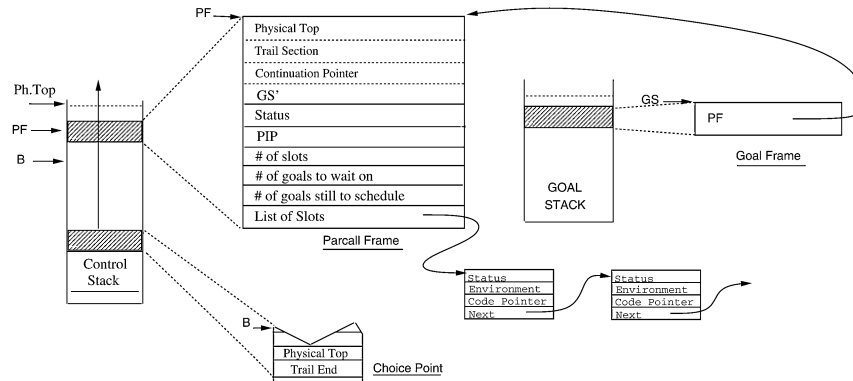 Ph.Top
PF
B
Control
Stack
PF
Physical Top
Trail Section
Continuation Pointer
GS'
Status
PIP
# of slots
# of goals to wait on
# of goals still to schedule
List of Slots
Parcall Frame
GOAL
STACK
GS
PF
Goal Frame
Status
Environment
Code Pointer
Next
Status
Environment
Code Pointer
Next
B
Physical Top
Trail End
Choice Point